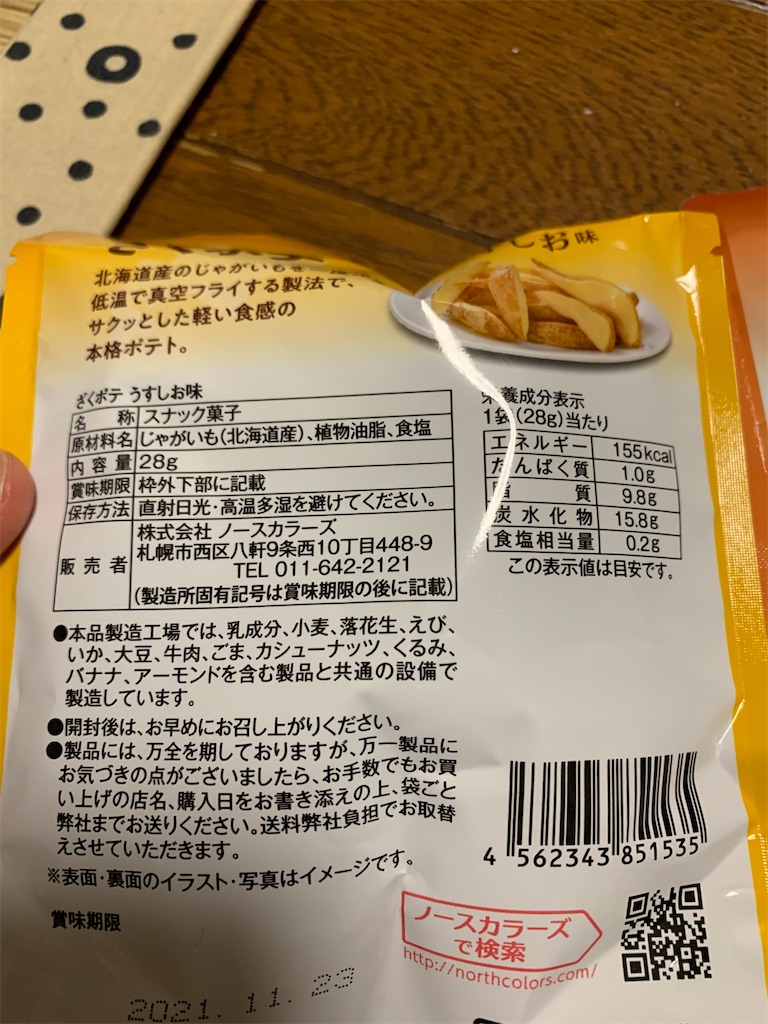 しお味
北海道産のじゃがいもを
低温で真空フライする製法で、
サクッとした軽い食感の
本格ポテト。
ざくポテ うすしお味
名 称 スナック菓子
原材料名 じゃがいも(北海道産)、植物油脂、食塩
内容量 28g
賞味期限 枠外下部に記載
保存方法 直射日光・高温多湿を避けてください。
販売者 株式会社 ノースカラーズ
札幌市西区八軒9条西10丁目448-9
TEL 011-642-2121
(製造所固有記号は賞味期限の後に記載)
栄養成分表示
1袋(28g)当たり
エネルギー 155kcal
たんぱく質 1.0g
脂 質 9.8g
炭水化物 15.8g
食塩相当量 0.2g
この表示値は目安です。
●本品製造工場では、乳成分、小麦、落花生、えび、
いか、大豆、牛肉、ごま、カシューナッツ、くるみ、
バナナ、アーモンドを含む製品と共通の設備で
製造しています。
●開封後は、お早めにお召し上がりください。
●製品には、万全を期しておりますが、万一製品に
お気づきの点がございましたら、お手数でもお買
い上げの店名、購入日をお書き添えの上、袋ごと
弊社までお送りください。送料弊社負担でお取替
えさせていただきます。
※表面・裏面のイラスト・写真はイメージです。
4 562343 851535
賞味期限
ノースカラーズ
で検索
http://northcolors.com/
2021.11.23